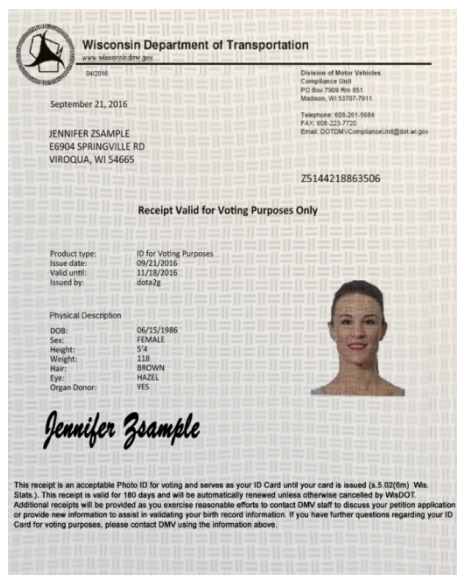 Wisconsin Department of Transportation
www.wisconsindmv.gov
04/2016
Division of Motor Vehicles
Compliance Unit
PO Box 7909 Rm 851
Madison, WI 53707-7911
Telephone: 608-261-5684
FAX: 608-223-7725
Email: DOTDMVComplianceUnit@dot.wi.gov
September 21, 2016
JENNIFER ZSAMPLE
E6904 SPRINGVILLE RD
VIROQUA, WI 54665
Z5144218863506
Receipt Valid for Voting Purposes Only
Product type: ID for Voting Purposes
Issue date: 09/21/2016
Valid until: 11/18/2016
Issued by: dota2g
Physical Description
DOB: 06/15/1986
Sex: FEMALE
Height: 5'4
Weight: 118
Hair: BROWN
Eye: HAZEL
Organ Donor: YES
Jennifer Zsample
This receipt is an acceptable Photo ID for voting and serves as your ID Card until your card is issued (s.5.02(6m) Wis.
Stats.). This receipt is valid for 180 days and will be automatically renewed unless otherwise cancelled by WisDOT.
Additional receipts will be provided as you exercise reasonable efforts to contact DMV staff to discuss your petition application
or provide new information to assist in validating your birth record information. If you have further questions regarding your ID
Card for voting purposes, please contact DMV using the information above.